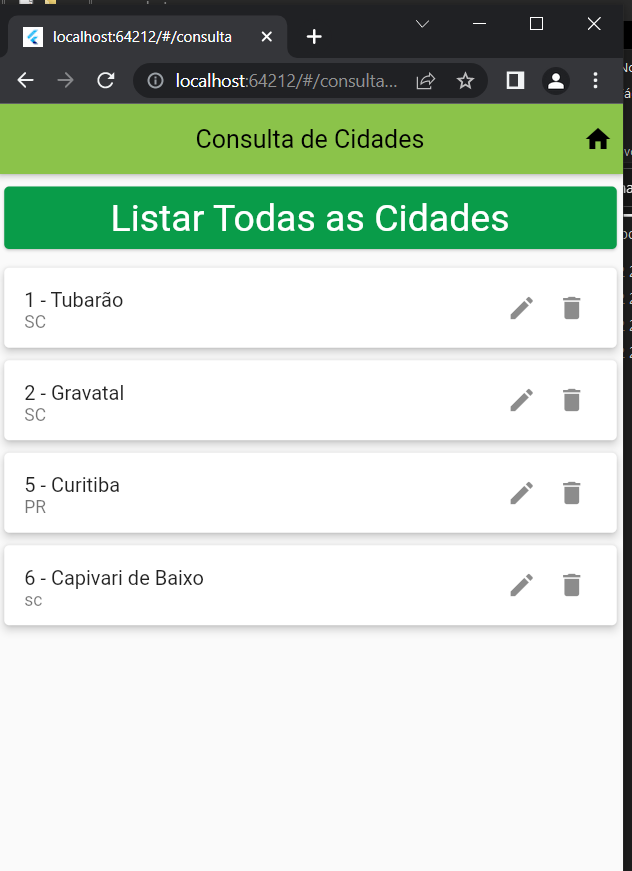 localhost:64212/#/consulta
localhost:64212/#/consulta...
Consulta de Cidades
Listar Todas as Cidades
1 - Tubarão
SC
2 - Gravatal
SC
5 - Curitiba
PR
6 - Capivari de Baixo
sc